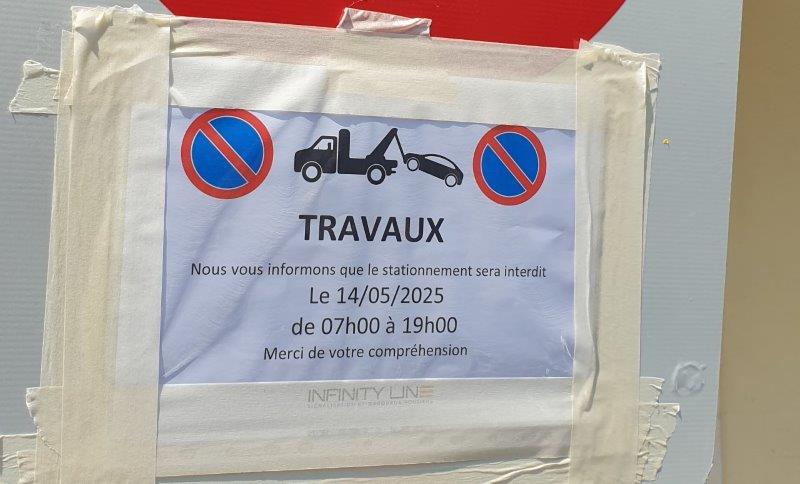 TRAVAUX
Nous vous informons que le stationnement sera interdit
Le 14/05/2025
de 07h00 à 19h00
Merci de votre compréhension
INFINITY LINE